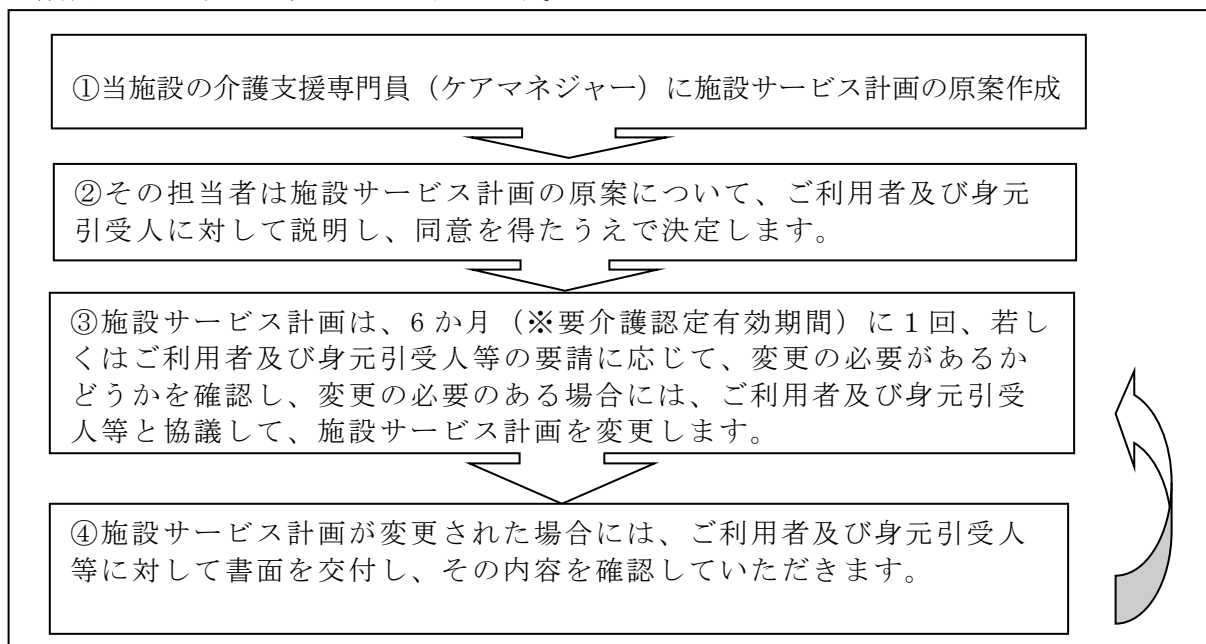 ①当施設の介護支援専門員（ケアマネジャー）に施設サービス計画の原案作成
②その担当者は施設サービス計画の原案について、ご利用者及び身元
引受人に対して説明し、同意を得たうえで決定します。
③施設サービス計画は、6か月（※要介護認定有効期間）に1回、若し
くはご利用者及び身元引受人等の要請に応じて、変更の必要があるか
どうかを確認し、変更の必要のある場合には、ご利用者及び身元引受
人等と協議して、施設サービス計画を変更します。
④施設サービス計画が変更された場合には、ご利用者及び身元引受人
等に対して書面を交付し、その内容を確認していただきます。